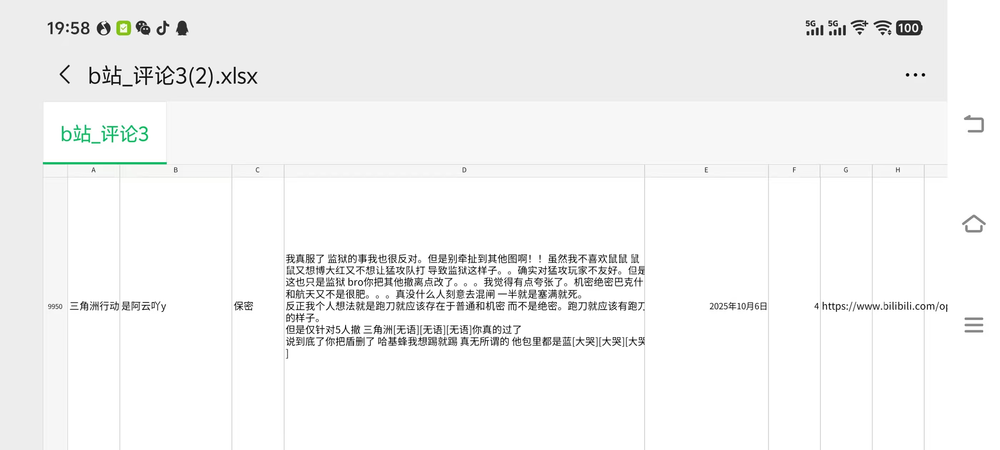 19:58 5G 5G 100
b站_评论3(2).xlsx
b站_评论3
A B C D E F G H
我真服了 监狱的事我也很反对。但是别牵扯到其他图啊！！虽然我不喜欢鼠鼠 鼠
鼠又想博大红又不想让猛攻队打 导致监狱这样子。。确实对猛攻玩家不友好。但是
这也只是监狱 bro你把其他撤离点改了。。。我觉得有点夸张了。机密绝密巴克什
和航天又不是很肥。。。真没什么人刻意去混闸 一半就是塞满就死。
反正我个人想法就是跑刀就应该存在于普通和机密 而不是绝密。跑刀就应该有跑刀
的样子。
但是仅针对5人撤 三角洲[无语][无语][无语]你真的过了
说到底了你把盾删了 哈基蜂我想踢就踢 真无所谓的 他包里都是蓝[大哭][大哭][大哭
]
9950 三角洲行动 是阿云吖y 保密 2025年10月6日 4 https://www.bilibili.com/op